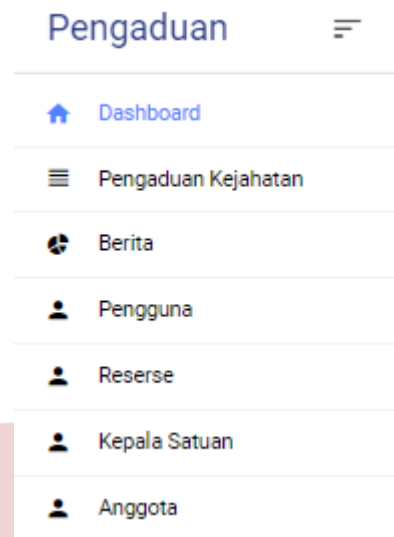 Pengaduan
Dashboard
Pengaduan Kejahatan
Berita
Pengguna
Reserse
Kepala Satuan
Anggota